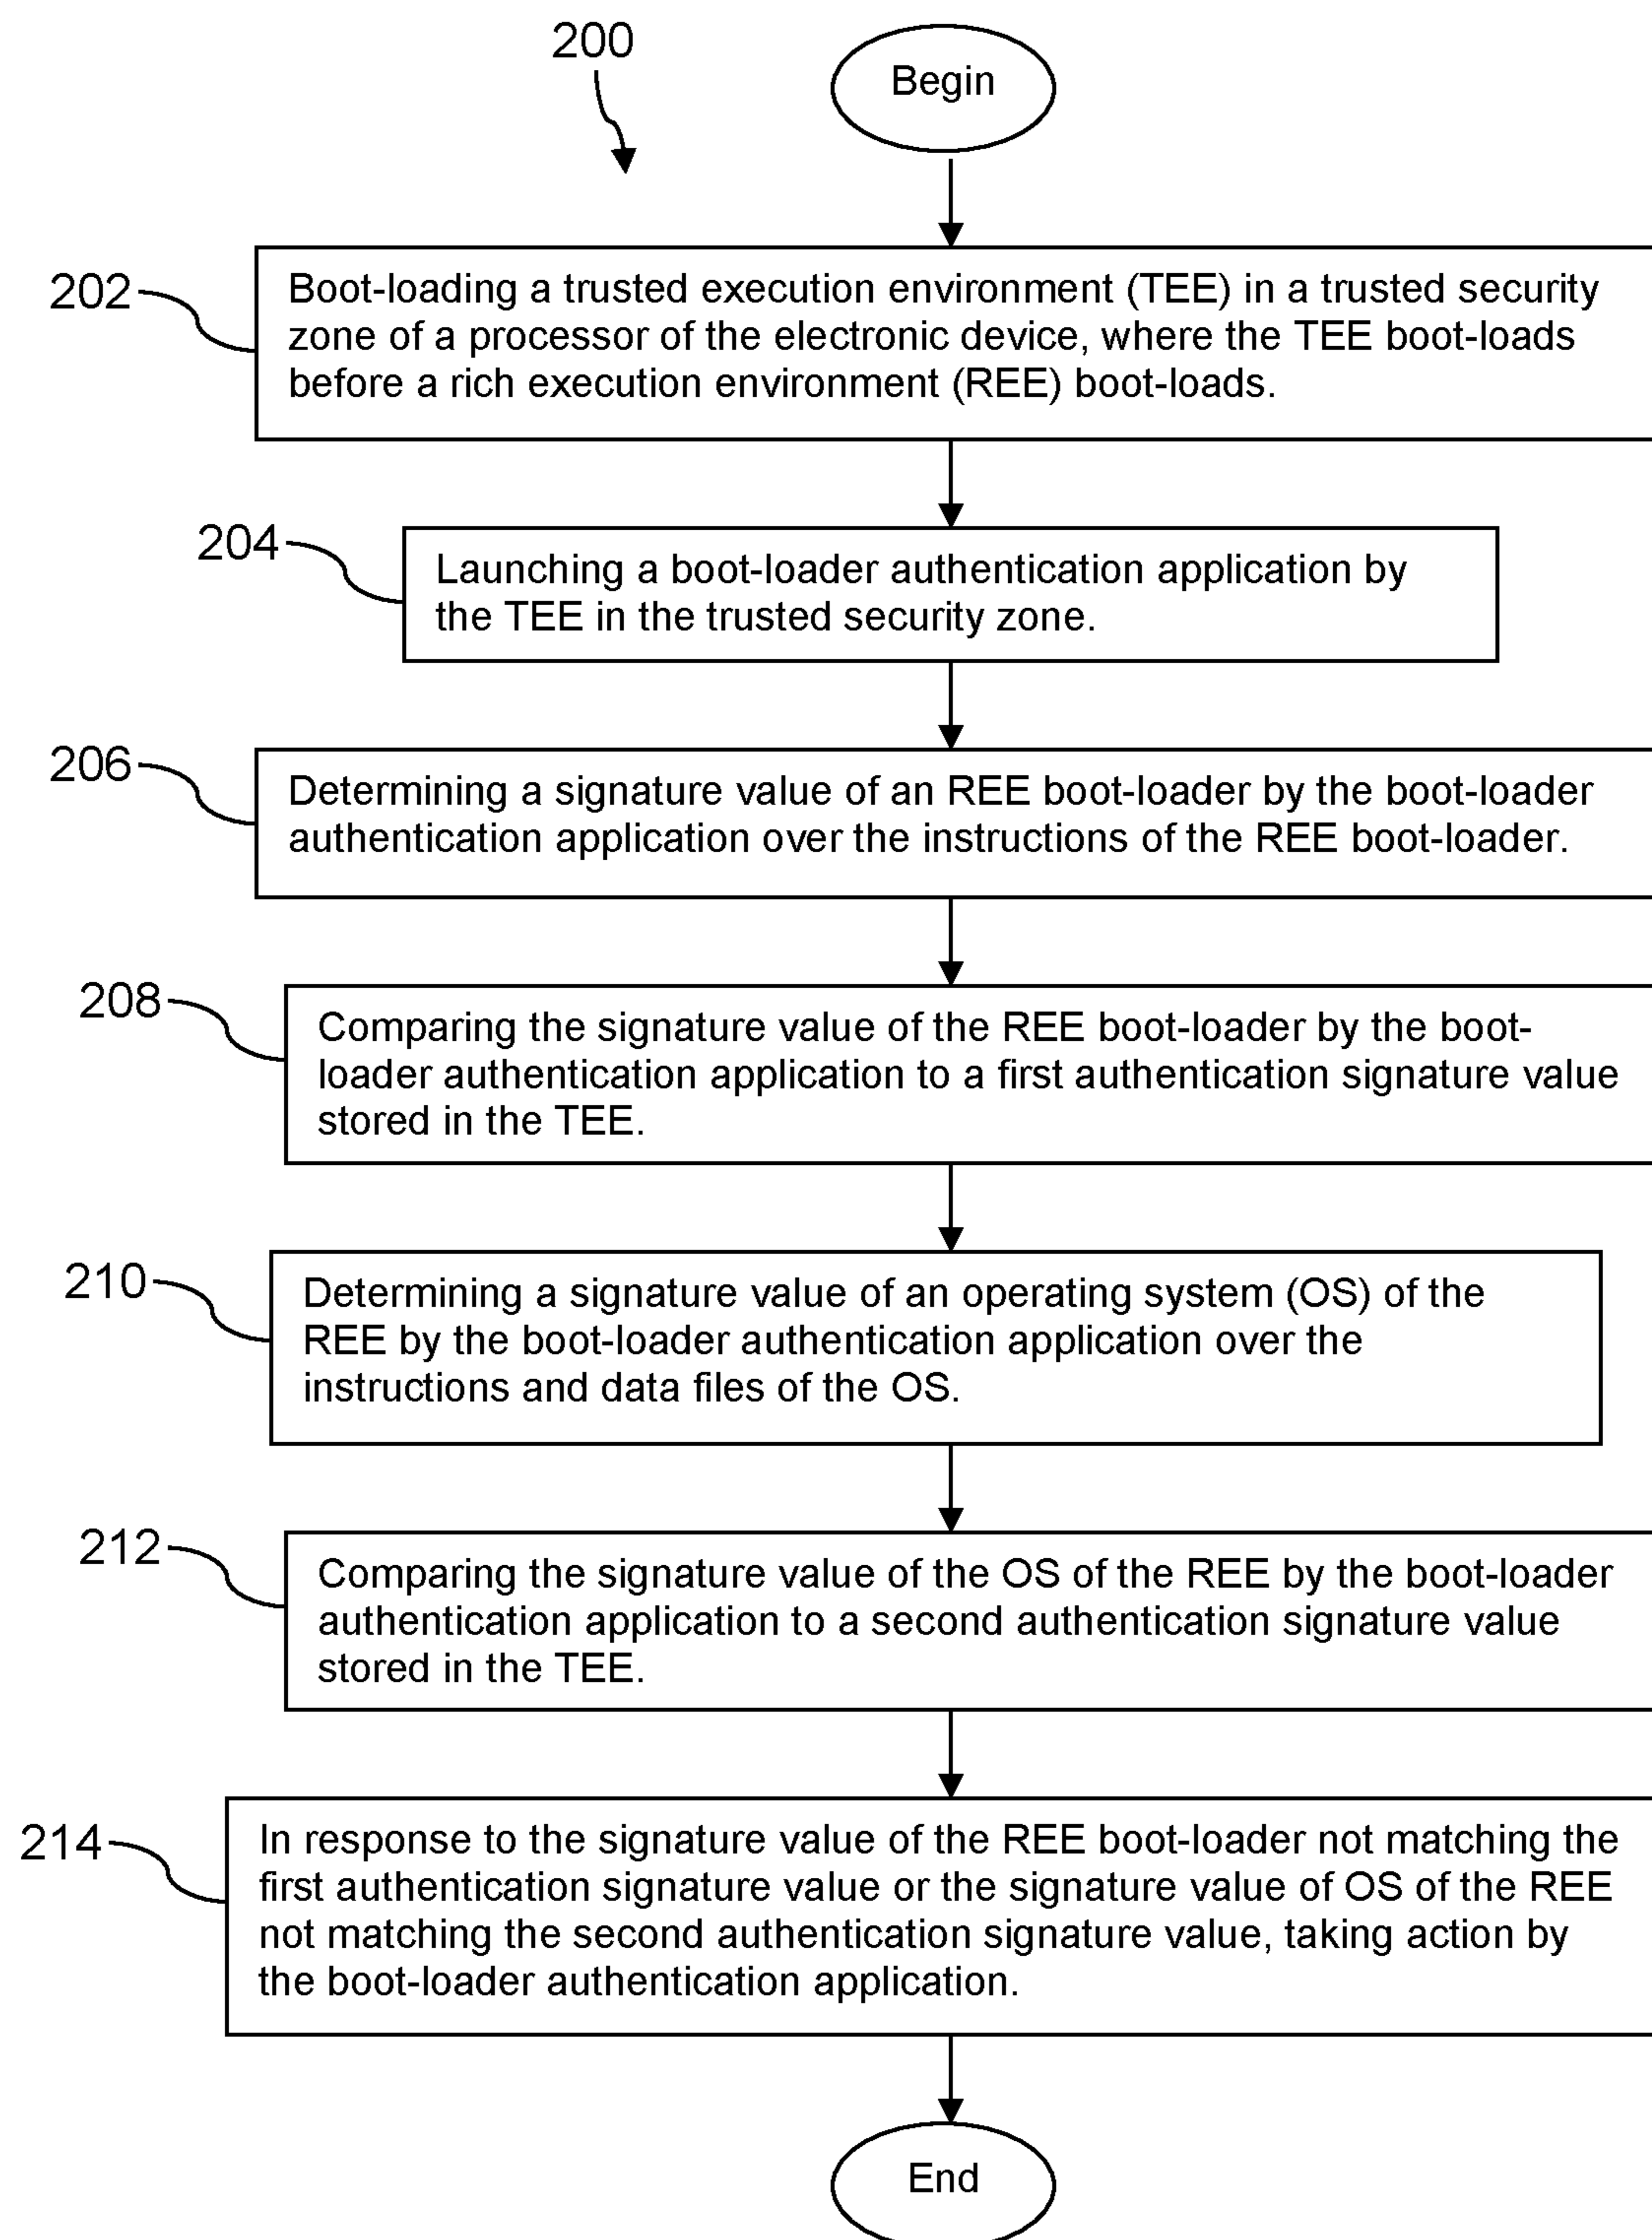 200
Begin
202
Boot-loading a trusted execution environment (TEE) in a trusted security
zone of a processor of the electronic device, where the TEE boot-loads
before a rich execution environment (REE) boot-loads.
204
Launching a boot-loader authentication application by
the TEE in the trusted security zone.
206
Determining a signature value of an REE boot-loader by the boot-loader
authentication application over the instructions of the REE boot-loader.
208
Comparing the signature value of the REE boot-loader by the boot-
loader authentication application to a first authentication signature value
stored in the TEE.
210
Determining a signature value of an operating system (OS) of the
REE by the boot-loader authentication application over the
instructions and data files of the OS.
212
Comparing the signature value of the OS of the REE by the boot-loader
authentication application to a second authentication signature value
stored in the TEE.
214
In response to the signature value of the REE boot-loader not matching the
first authentication signature value or the signature value of OS of the REE
not matching the second authentication signature value, taking action by
the boot-loader authentication application.
End